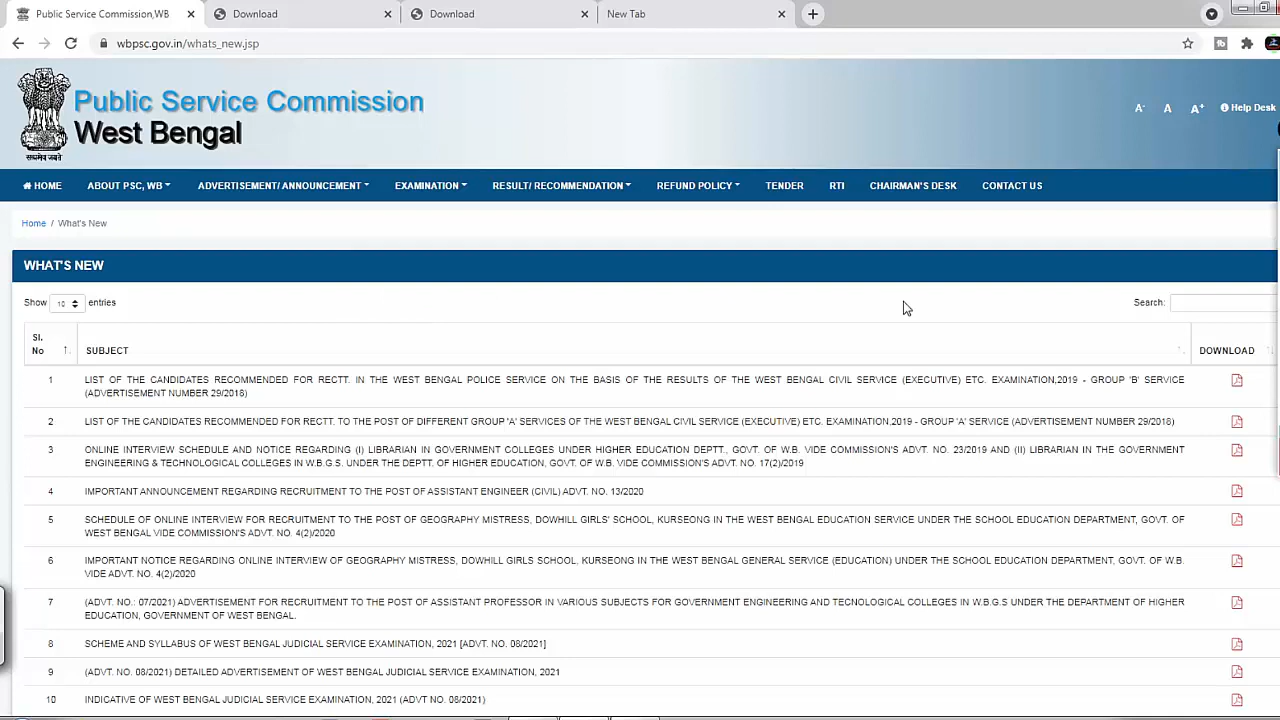 Public Service Commission,WB
Download
Download
New Tab
wbpsc.gov.in/whats_new.jsp
Public Service Commission
West Bengal
सत्यमेव जयते
A- A A+ Help Desk
HOME ABOUT PSC, WB ADVERTISEMENT/ ANNOUNCEMENT EXAMINATION RESULT/ RECOMMENDATION REFUND POLICY TENDER RTI CHAIRMAN'S DESK CONTACT US
Home / What's New
WHAT'S NEW
Show 10 entries Search:
Sl. No SUBJECT DOWNLOAD
1 LIST OF THE CANDIDATES RECOMMENDED FOR RECTT. IN THE WEST BENGAL POLICE SERVICE ON THE BASIS OF THE RESULTS OF THE WEST BENGAL CIVIL SERVICE (EXECUTIVE) ETC. EXAMINATION,2019 - GROUP 'B' SERVICE
(ADVERTISEMENT NUMBER 29/2018)
2 LIST OF THE CANDIDATES RECOMMENDED FOR RECTT. TO THE POST OF DIFFERENT GROUP 'A' SERVICES OF THE WEST BENGAL CIVIL SERVICE (EXECUTIVE) ETC. EXAMINATION,2019 - GROUP 'A' SERVICE (ADVERTISEMENT NUMBER 29/2018)
3 ONLINE INTERVIEW SCHEDULE AND NOTICE REGARDING (I) LIBRARIAN IN GOVERNMENT COLLEGES UNDER HIGHER EDUCATION DEPTT., GOVT. OF W.B. VIDE COMMISSION'S ADVT. NO. 23/2019 AND (II) LIBRARIAN IN THE GOVERNMENT
ENGINEERING & TECHNOLOGICAL COLLEGES IN W.B.G.S. UNDER THE DEPTT. OF HIGHER EDUCATION, GOVT. OF W.B. VIDE COMMISSION'S ADVT. NO. 17(2)/2019
4 IMPORTANT ANNOUNCEMENT REGARDING RECRUITMENT TO THE POST OF ASSISTANT ENGINEER (CIVIL) ADVT. NO. 13/2020
5 SCHEDULE OF ONLINE INTERVIEW FOR RECRUITMENT TO THE POST OF GEOGRAPHY MISTRESS, DOWHILL GIRLS' SCHOOL, KURSEONG IN THE WEST BENGAL EDUCATION SERVICE UNDER THE SCHOOL EDUCATION DEPARTMENT, GOVT. OF
WEST BENGAL VIDE COMMISSION'S ADVT. NO. 4(2)/2020
6 IMPORTANT NOTICE REGARDING ONLINE INTERVIEW OF GEOGRAPHY MISTRESS, DOWHILL GIRLS SCHOOL, KURSEONG IN THE WEST BENGAL GENERAL SERVICE (EDUCATION) UNDER THE SCHOOL EDUCATION DEPARTMENT, GOVT. OF W.B.
VIDE ADVT. NO. 4(2)/2020
7 (ADVT. NO.: 07/2021) ADVERTISEMENT FOR RECRUITMENT TO THE POST OF ASSISTANT PROFESSOR IN VARIOUS SUBJECTS FOR GOVERNMENT ENGINEERING AND TECNOLOGICAL COLLEGES IN W.B.G.S UNDER THE DEPARTMENT OF HIGHER
EDUCATION, GOVERNMENT OF WEST BENGAL.
8 SCHEME AND SYLLABUS OF WEST BENGAL JUDICIAL SERVICE EXAMINATION, 2021 [ADVT. NO. 08/2021]
9 (ADVT. NO. 08/2021) DETAILED ADVERTISEMENT OF WEST BENGAL JUDICIAL SERVICE EXAMINATION, 2021
10 INDICATIVE OF WEST BENGAL JUDICIAL SERVICE EXAMINATION, 2021 (ADVT NO. 08/2021)